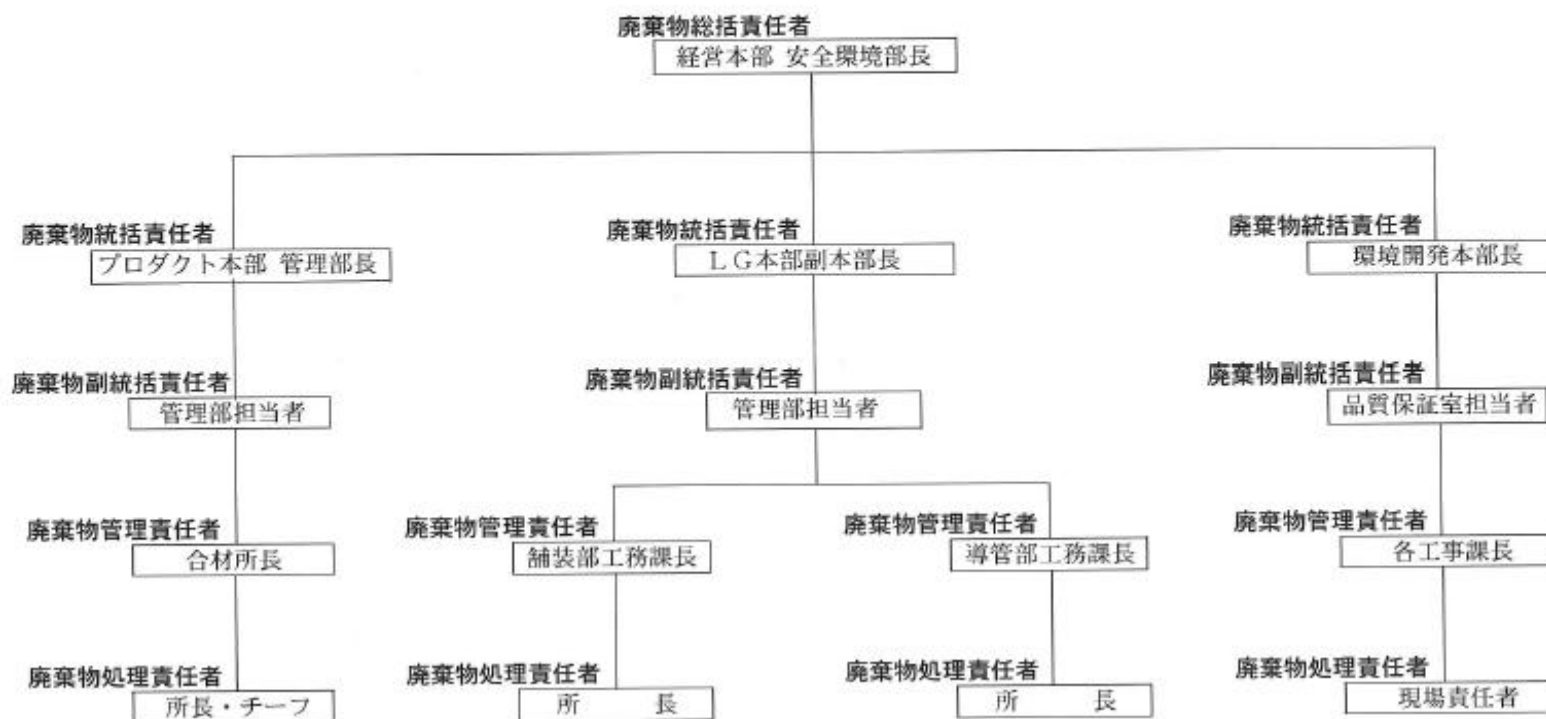 廃棄物総括責任者
経営本部 安全環境部長
廃棄物統括責任者
プロダクト本部 管理部長
廃棄物統括責任者
LG本部副本部長
廃棄物統括責任者
環境開発本部長
廃棄物副統括責任者
管理部担当者
廃棄物副統括責任者
管理部担当者
廃棄物副統括責任者
品質保証室担当者
廃棄物管理責任者
合材所長
廃棄物管理責任者
舗装部工務課長
廃棄物管理責任者
導管部工務課長
廃棄物管理責任者
各工事課長
廃棄物処理責任者
所長・チーフ
廃棄物処理責任者
所 長
廃棄物処理責任者
所 長
廃棄物処理責任者
現場責任者